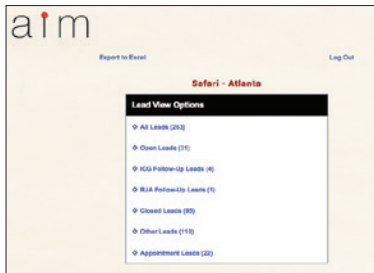 aim
Export to Excel
Log Out
Safari - Atlanta
Lead View Options
All Leads (263)
Open Leads (31)
ICG Follow-Up Leads (4)
RJA Follow-Up Leads (1)
Closed Leads (95)
Other Leads (115)
Appointment Leads (22)